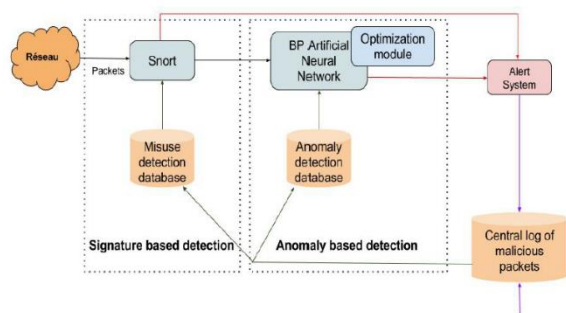 Réseau
Packets
Snort
BP Artificial
Neural
Network
Optimization
module
Alert
System
Misuse
detection
database
Anomaly
detection
database
Signature based detection
Anomaly based detection
Central log of
malicious
packets